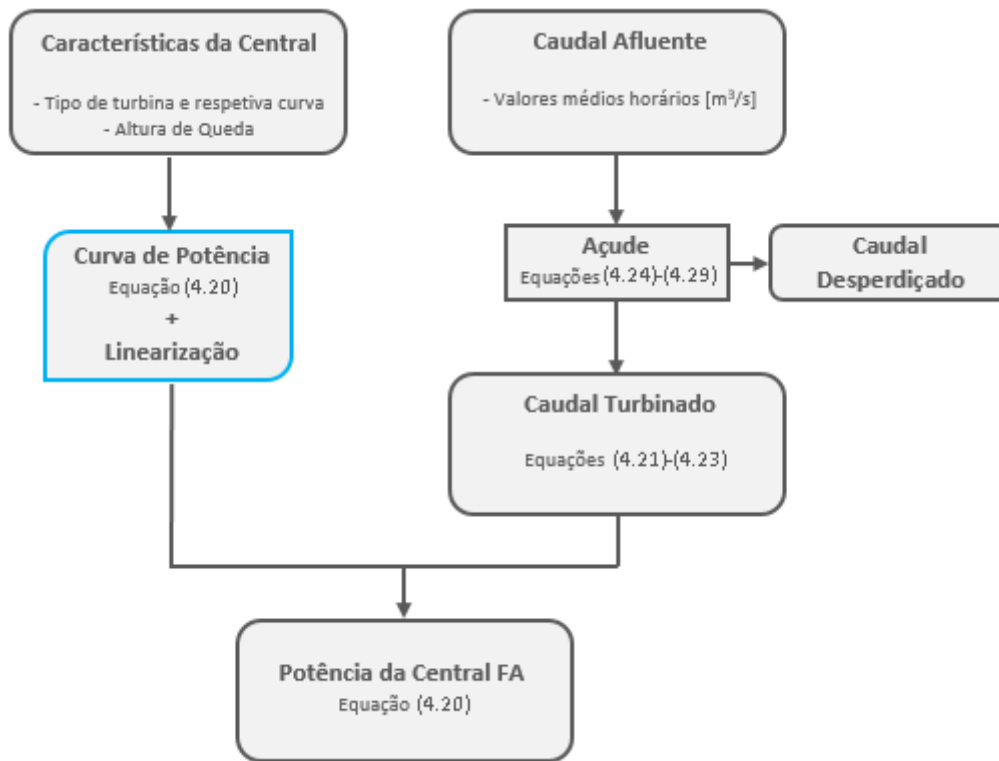 Características da Central
- Tipo de turbina e respetiva curva
- Altura de Queda
Caudal Afluente
- Valores médios horários [m³/s]
Curva de Potência
Equação (4.20)
+
Linearização
Açude
Equações (4.24)-(4.29)
Caudal
Desperdiçado
Caudal Turbinado
Equações (4.21)-(4.23)
Potência da Central FA
Equação (4.20)